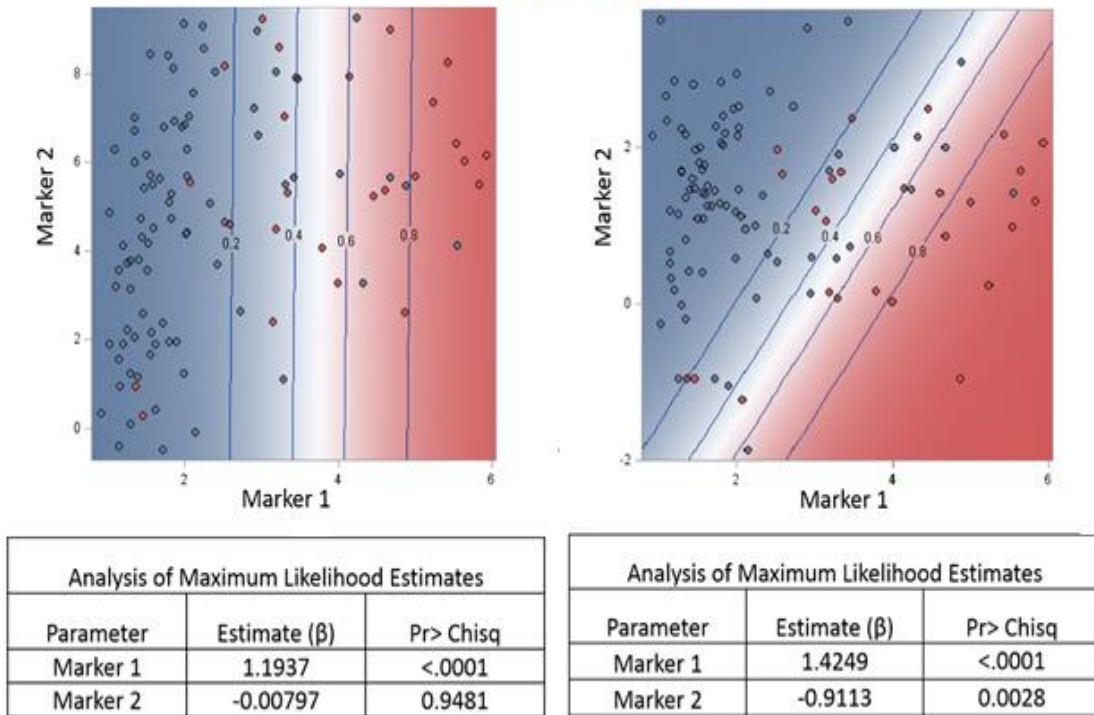 8
6
4
2
0
Marker 2
0.2
0.4
0.6
0.8
2
4
6
Marker 1
2
0
-2
Marker 2
0.2
0.4
0.6
0.8
2
4
6
Marker 1
Analysis of Maximum Likelihood Estimates
Parameter Estimate (β) Pr> Chisq
Marker 1 1.1937 <.0001
Marker 2 -0.00797 0.9481
Analysis of Maximum Likelihood Estimates
Parameter Estimate (β) Pr> Chisq
Marker 1 1.4249 <.0001
Marker 2 -0.9113 0.0028